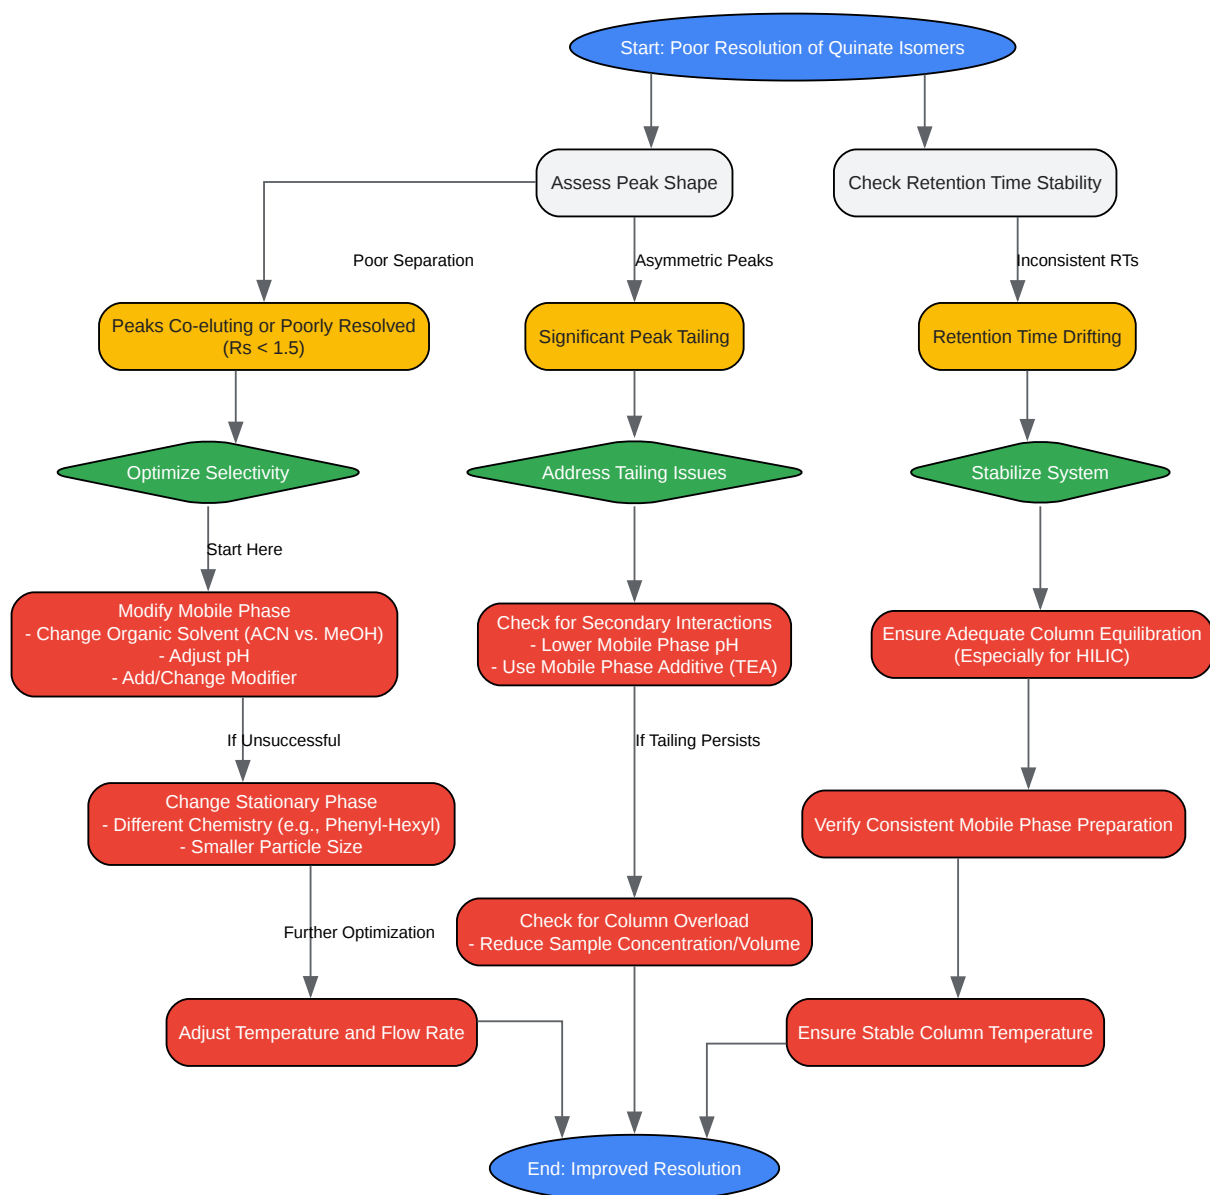 Start: Poor Resolution of Quinate Isomers
Assess Peak Shape
Check Retention Time Stability
Poor Separation
Asymmetric Peaks
Inconsistent RTs
Peaks Co-eluting or Poorly Resolved
(Rs < 1.5)
Significant Peak Tailing
Retention Time Drifting
Optimize Selectivity
Address Tailing Issues
Stabilize System
Start Here
Modify Mobile Phase
- Change Organic Solvent (ACN vs. MeOH)
- Adjust pH
- Add/Change Modifier
Check for Secondary Interactions
- Lower Mobile Phase pH
- Use Mobile Phase Additive (TEA)
Ensure Adequate Column Equilibration
(Especially for HILIC)
If Unsuccessful
If Tailing Persists
Change Stationary Phase
- Different Chemistry (e.g., Phenyl-Hexyl)
- Smaller Particle Size
Verify Consistent Mobile Phase Preparation
Further Optimization
Check for Column Overload
- Reduce Sample Concentration/Volume
Adjust Temperature and Flow Rate
Ensure Stable Column Temperature
End: Improved Resolution